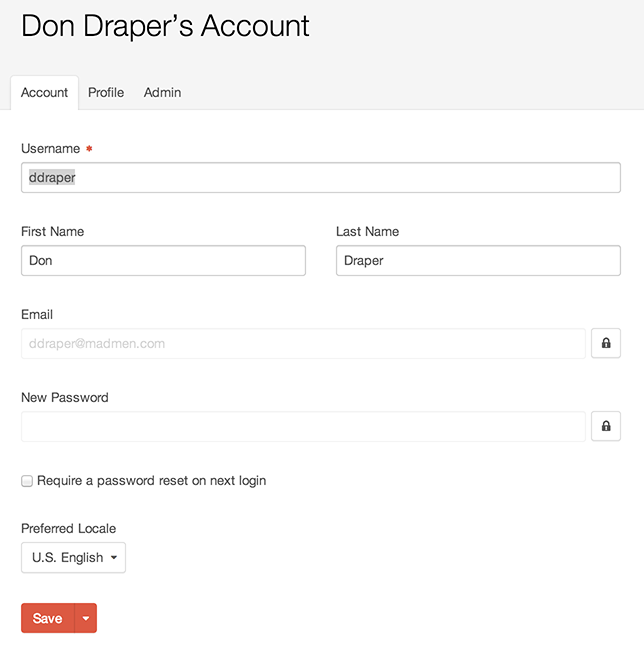 Don Draper’s Account
Account Profile Admin
Username *
ddraper
First Name Last Name
Don Draper
Email
ddraper@madmen.com
New Password
Require a password reset on next login
Preferred Locale
U.S. English
Save